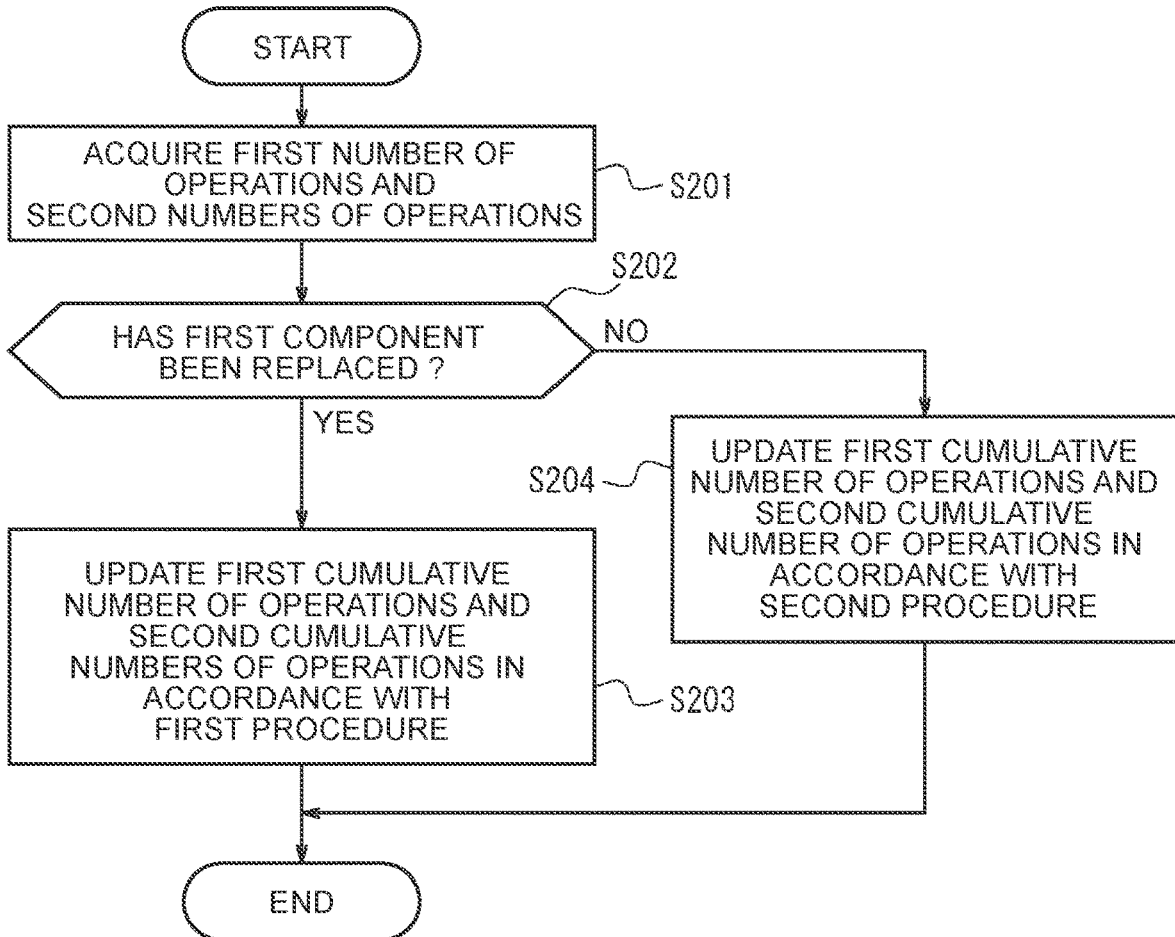 START
ACQUIRE FIRST NUMBER OF
OPERATIONS AND
SECOND NUMBERS OF OPERATIONS
S201
S202
HAS FIRST COMPONENT
BEEN REPLACED ?
NO
YES
UPDATE FIRST CUMULATIVE
NUMBER OF OPERATIONS AND
SECOND CUMULATIVE
NUMBER OF OPERATIONS IN
ACCORDANCE WITH
SECOND PROCEDURE
S204
UPDATE FIRST CUMULATIVE
NUMBER OF OPERATIONS AND
SECOND CUMULATIVE
NUMBERS OF OPERATIONS IN
ACCORDANCE WITH
FIRST PROCEDURE
S203
END